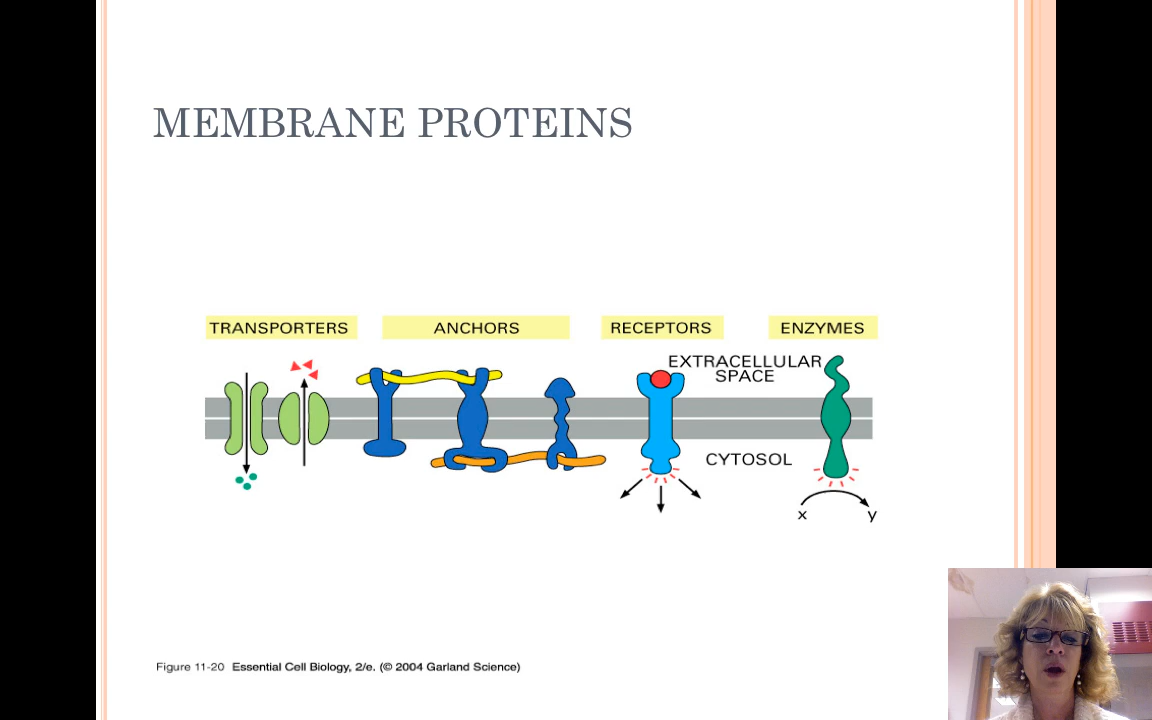 MEMBRANE PROTEINS
TRANSPORTERS ANCHORS RECEPTORS ENZYMES
EXTRACELLULAR
SPACE
CYTOSOL
x y
Figure 11-20 Essential Cell Biology, 2/e. (© 2004 Garland Science)